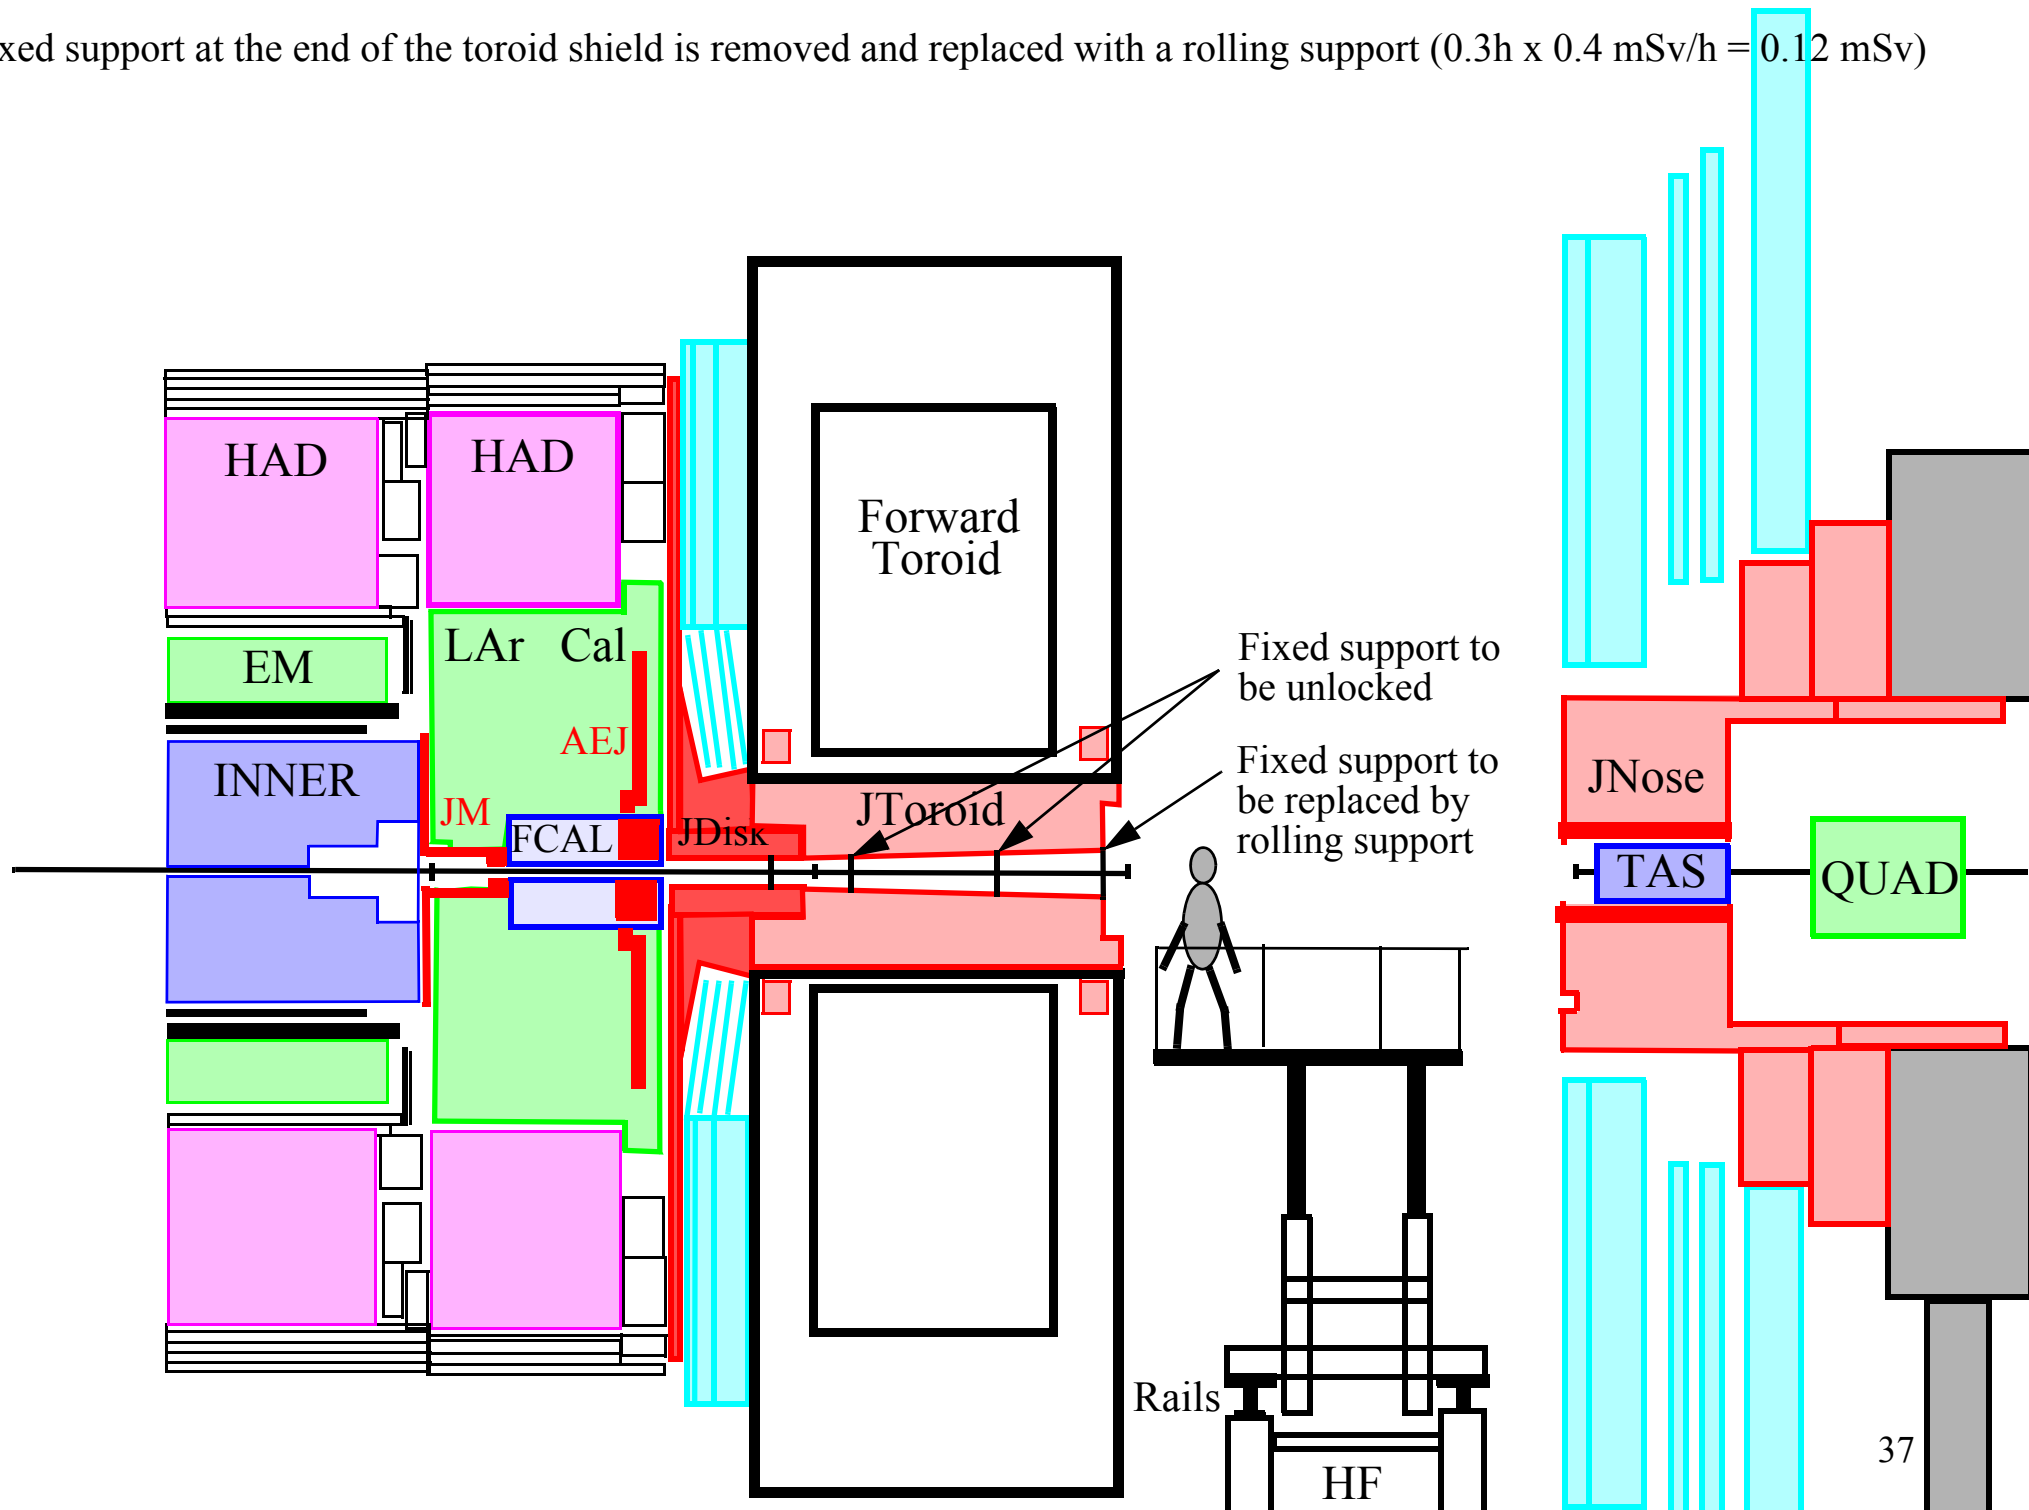 xed support at the end of the toroid shield is removed and replaced with a rolling support (0.3h x 0.4 mSv/h = 0.12 mSv)
HAD
HAD
Forward
Toroid
LAr Cal
EM
Fixed support to
be unlocked
AEJ
INNER
JM
FCAL
JDisk
JToroid
Fixed support to
be replaced by
rolling support
JNose
TAS
QUAD
Rails
HF
37